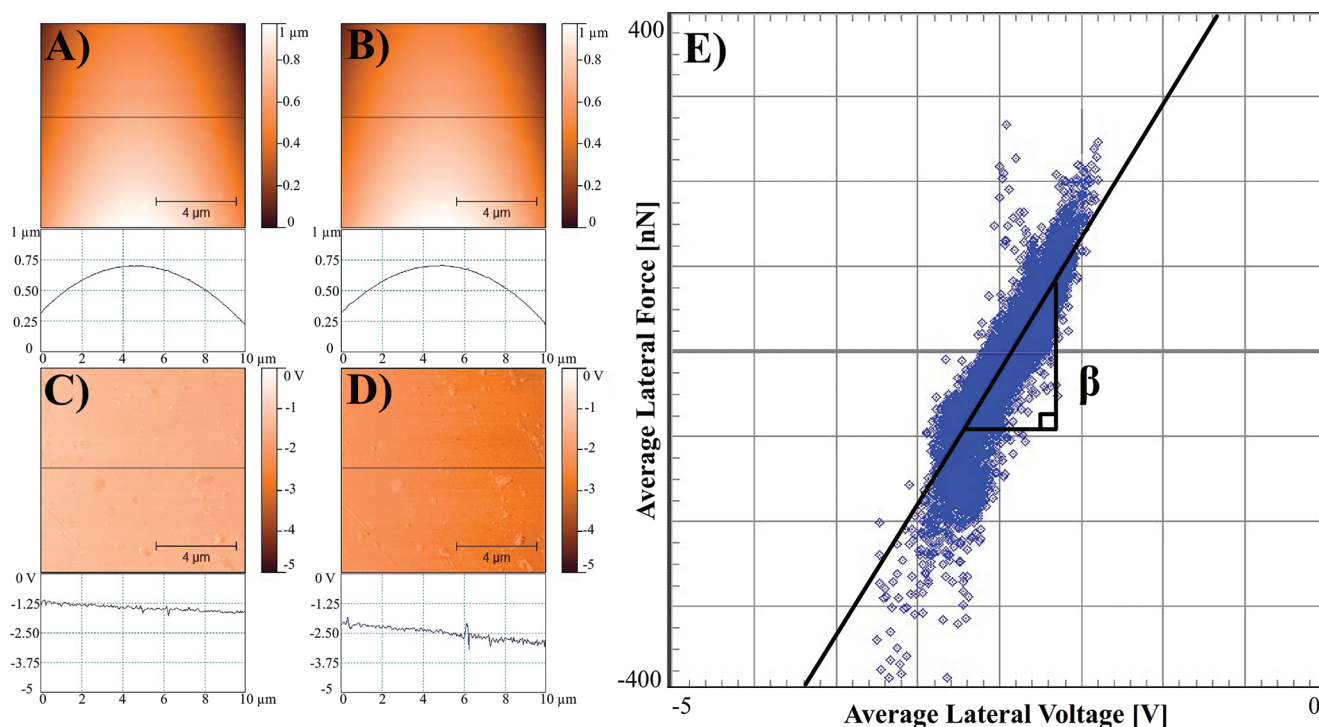 A)
1 µm
0.8
0.6
0.4
0.2
0
4 µm
B)
1 µm
0.8
0.6
0.4
0.2
0
4 µm
1 µm
0.75
0.50
0.25
0
0 2 4 6 8 10 µm
1 µm
0.75
0.50
0.25
0
0 2 4 6 8 10 µm
C)
0 V
-1
-2
-3
-4
-5
4 µm
D)
0 V
-1
-2
-3
-4
-5
4 µm
0 V
-1.25
-2.50
-3.75
-5
0 2 4 6 8 10 µm
0 V
-1.25
-2.50
-3.75
-5
0 2 4 6 8 10 µm
E)
400
Average Lateral Force [nN]
β
-400
-5 0
Average Lateral Voltage [V]